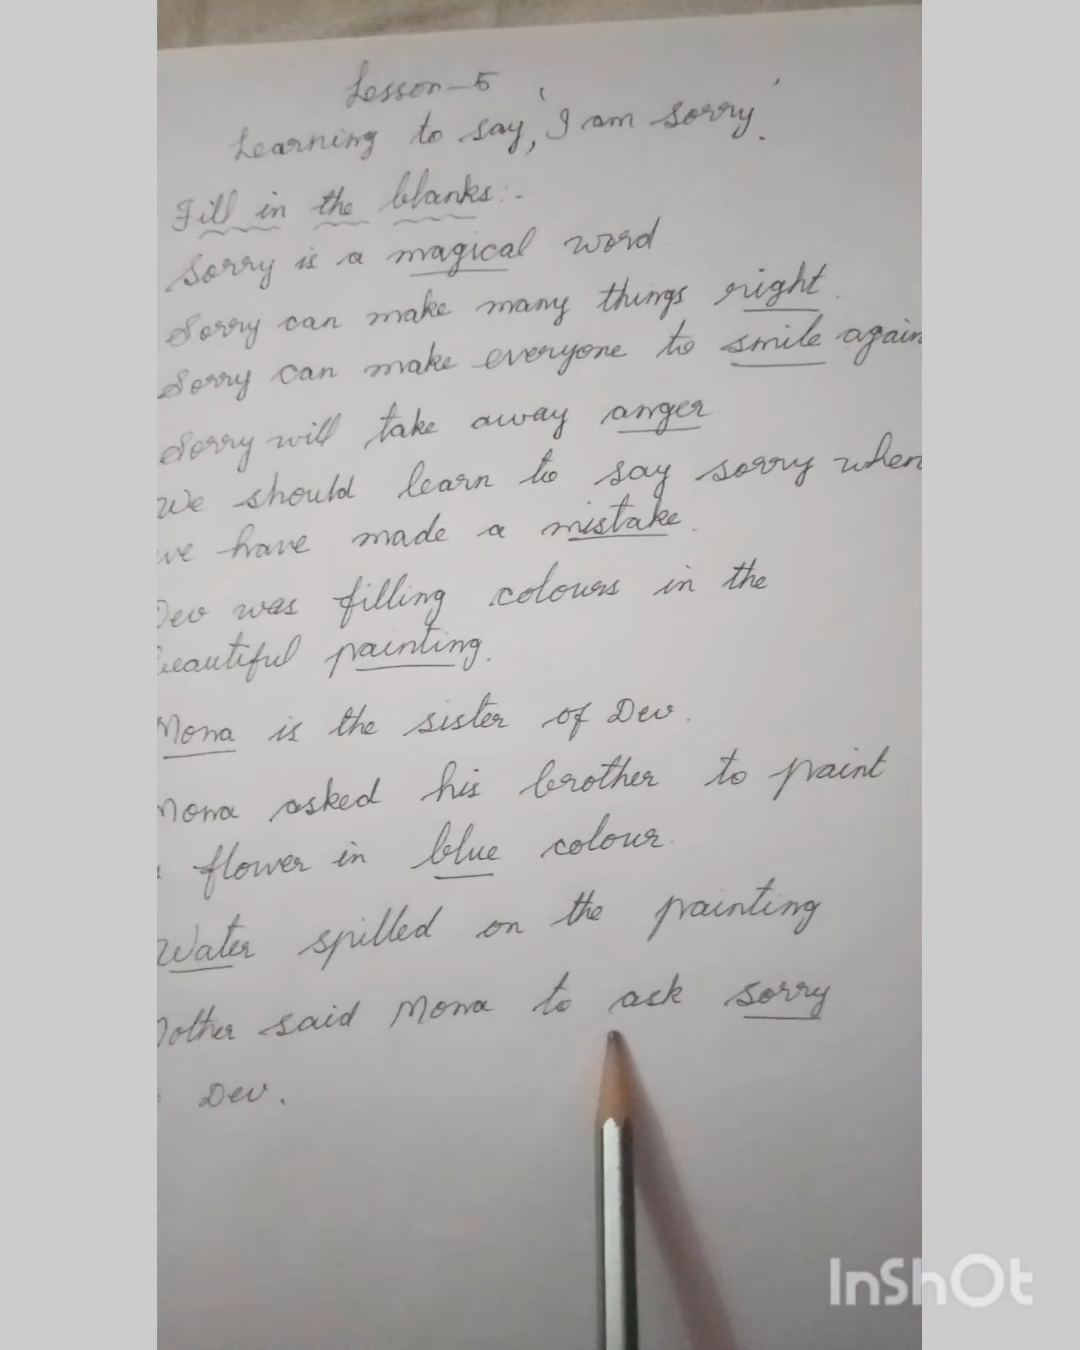 Lesson-5
Learning to say, 'I am sorry'.
Fill in the blanks:-
Sorry is a magical word
Sorry can make many things right.
Sorry can make everyone to smile again
Sorry will take away anger
We should learn to say sorry when
we have made a mistake.
Dev was filling colours in the
beautiful painting.
Mona is the sister of Dev.
Mona asked his brother to paint
flower in blue colour.
Water spilled on the painting
Mother said Mona to ask sorry
Dev.
InShOt